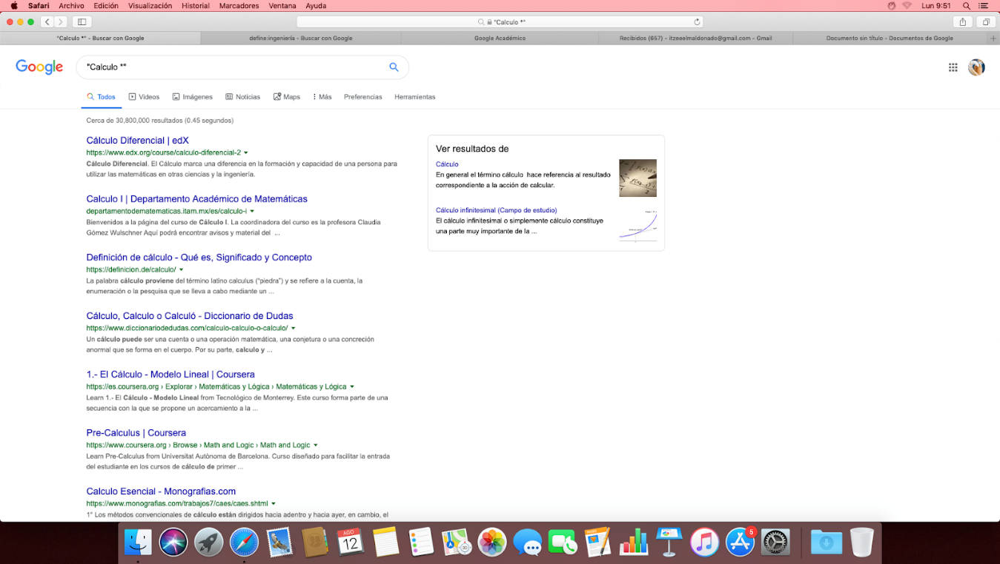 Safari Archivo Edición Visualización Historial Marcadores Ventana Ayuda Lun 9:51
"Calculo *"
"Calculo *" - Buscar con Google define:ingeniería - Buscar con Google Google Académico Recibidos (657) - itzeeelmaldonado@gmail.com - Gmail Documento sin título - Documentos de Google
Google "Calculo *"
Todos Videos Imágenes Noticias Maps Más Preferencias Herramientas
Cerca de 30,800,000 resultados (0.45 segundos)
Cálculo Diferencial | edX
https://www.edx.org/course/calculo-diferencial-2
Cálculo Diferencial. El Cálculo marca una diferencia en la formación y capacidad de una persona para
utilizar las matemáticas en otras ciencias y la ingeniería.
Calculo I | Departamento Académico de Matemáticas
departamentodematematicas.itam.mx/es/calculo-i
Bienvenidos a la página del curso de Cálculo I. La coordinadora del curso es la profesora Claudia
Gómez Wulschner Aquí podrá encontrar avisos y material del ...
Definición de cálculo - Qué es, Significado y Concepto
https://definicion.de/calculo/
La palabra cálculo proviene del término latino calculus ("piedra") y se refiere a la cuenta, la
enumeración o la pesquisa que se lleva a cabo mediante un ...
Cálculo, Calculo o Calculó - Diccionario de Dudas
https://www.diccionariodedudas.com/calculo-calculo-o-calculo/
Un cálculo puede ser una cuenta o una operación matemática, una conjetura o una concreción
anormal que se forma en el cuerpo. Por su parte, calculo y ...
1.- El Cálculo - Modelo Lineal | Coursera
https://es.coursera.org › Explorar › Matemáticas y Lógica › Matemáticas y Lógica
Learn 1.- El Cálculo - Modelo Lineal from Tecnológico de Monterrey. Este curso forma parte de una
secuencia con la que se propone un acercamiento a la ...
Pre-Calculus | Coursera
https://www.coursera.org › Browse › Math and Logic › Math and Logic
Learn Pre-Calculus from Universitat Autònoma de Barcelona. Curso diseñado para facilitar la entrada
del estudiante en los cursos de cálculo de primer ...
Calculo Esencial - Monografias.com
https://www.monografias.com/trabajos7/caes/caes.shtml
1° Los métodos convencionales de cálculo están dirigidos hacia adentro y hacia ayer, en cambio, el
Ver resultados de
Cálculo
En general el término cálculo hace referencia al resultado
correspondiente a la acción de calcular.
Cálculo infinitesimal (Campo de estudio)
El cálculo infinitesimal o simplemente cálculo constituye
una parte muy importante de la ...
AGO
12
5